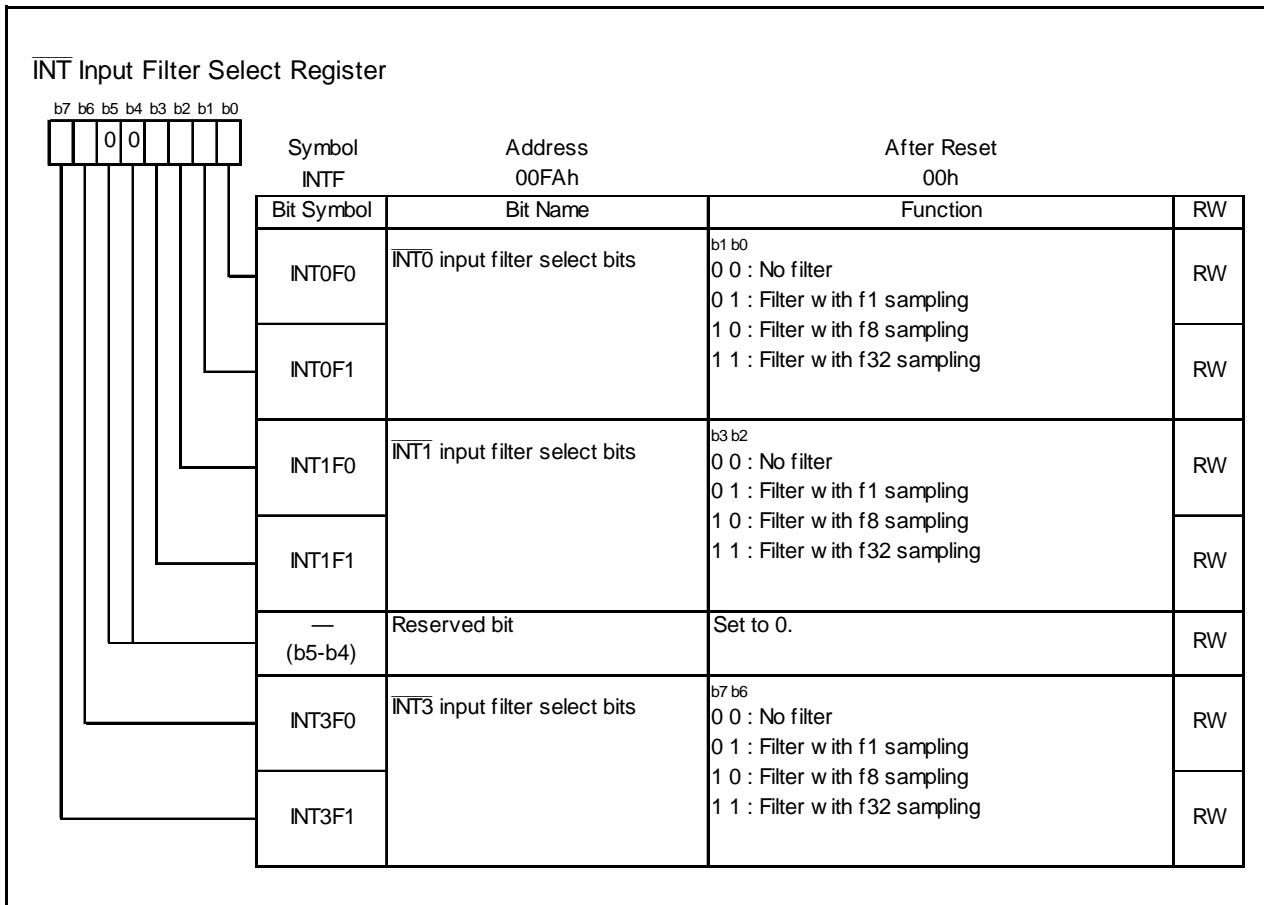 INT Input Filter Select Register
b7 b6 b5 b4 b3 b2 b1 b0
0 0
Symbol Address After Reset
INTF 00FAh 00h
Bit Symbol Bit Name Function RW
INT0F0 INT0 input filter select bits b1 b0
0 0 : No filter
0 1 : Filter with f1 sampling
1 0 : Filter with f8 sampling
1 1 : Filter with f32 sampling
RW
INT0F1 RW
INT1F0 INT1 input filter select bits b3 b2
0 0 : No filter
0 1 : Filter with f1 sampling
1 0 : Filter with f8 sampling
1 1 : Filter with f32 sampling
RW
INT1F1 RW
—
(b5-b4) Reserved bit Set to 0. RW
INT3F0 INT3 input filter select bits b7 b6
0 0 : No filter
0 1 : Filter with f1 sampling
1 0 : Filter with f8 sampling
1 1 : Filter with f32 sampling
RW
INT3F1 RW